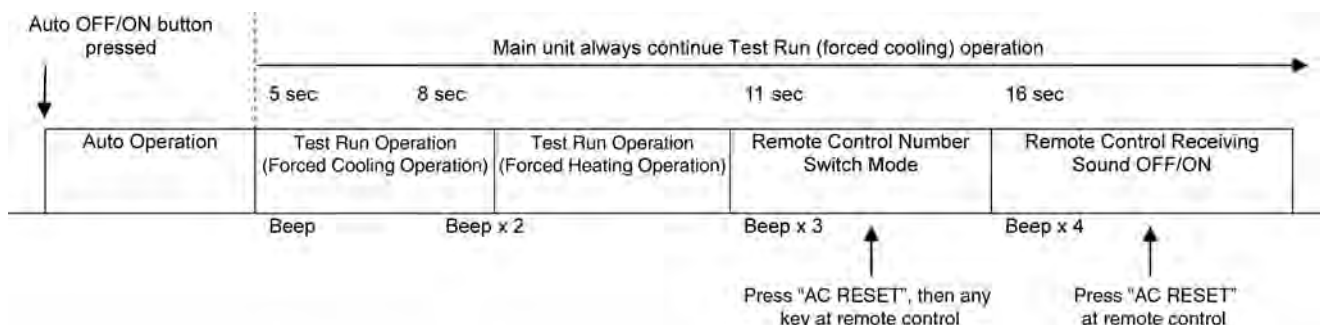 Auto OFF/ON button
pressed
Main unit always continue Test Run (forced cooling) operation
5 sec
8 sec
11 sec
16 sec
Auto Operation
Test Run Operation
(Forced Cooling Operation)
Test Run Operation
(Forced Heating Operation)
Remote Control Number
Switch Mode
Remote Control Receiving
Sound OFF/ON
Beep
Beep x 2
Beep x 3
Beep x 4
Press "AC RESET", then any
key at remote control
Press "AC RESET"
at remote control